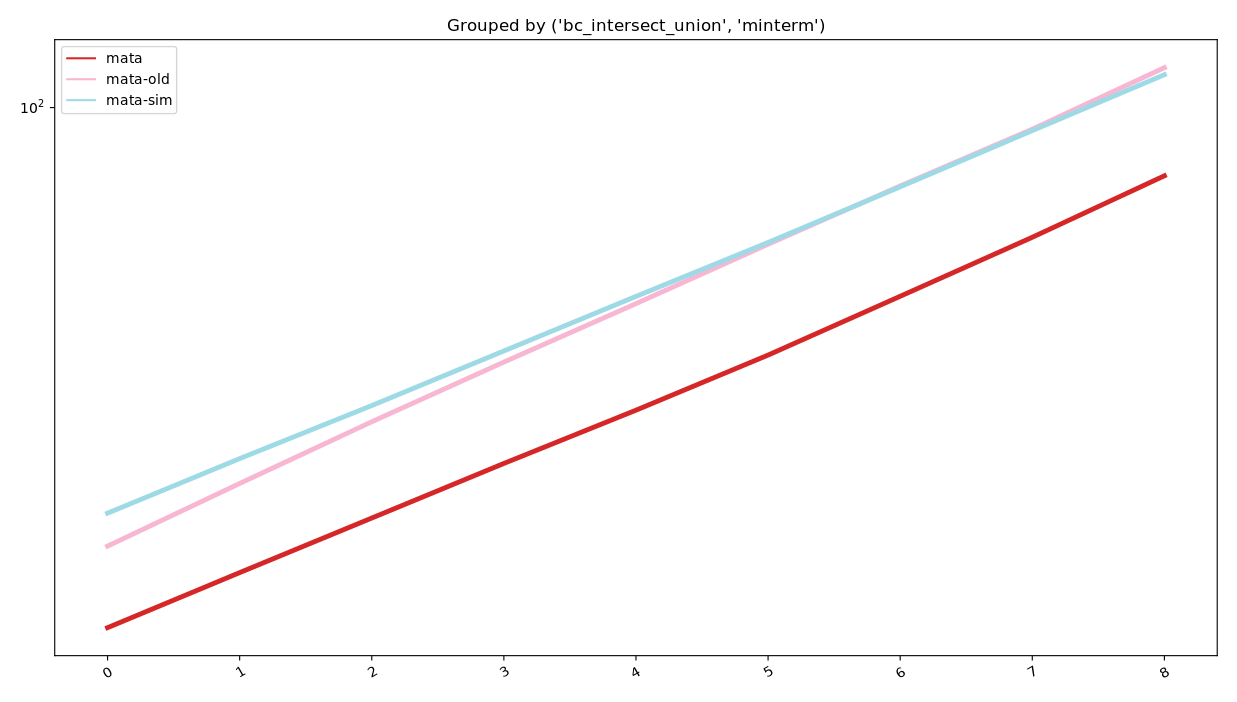 Grouped by ('bc_intersect_union', 'minterm')
mata
mata-old
mata-sim
10²
0 1 2 3 4 5 6 7 8